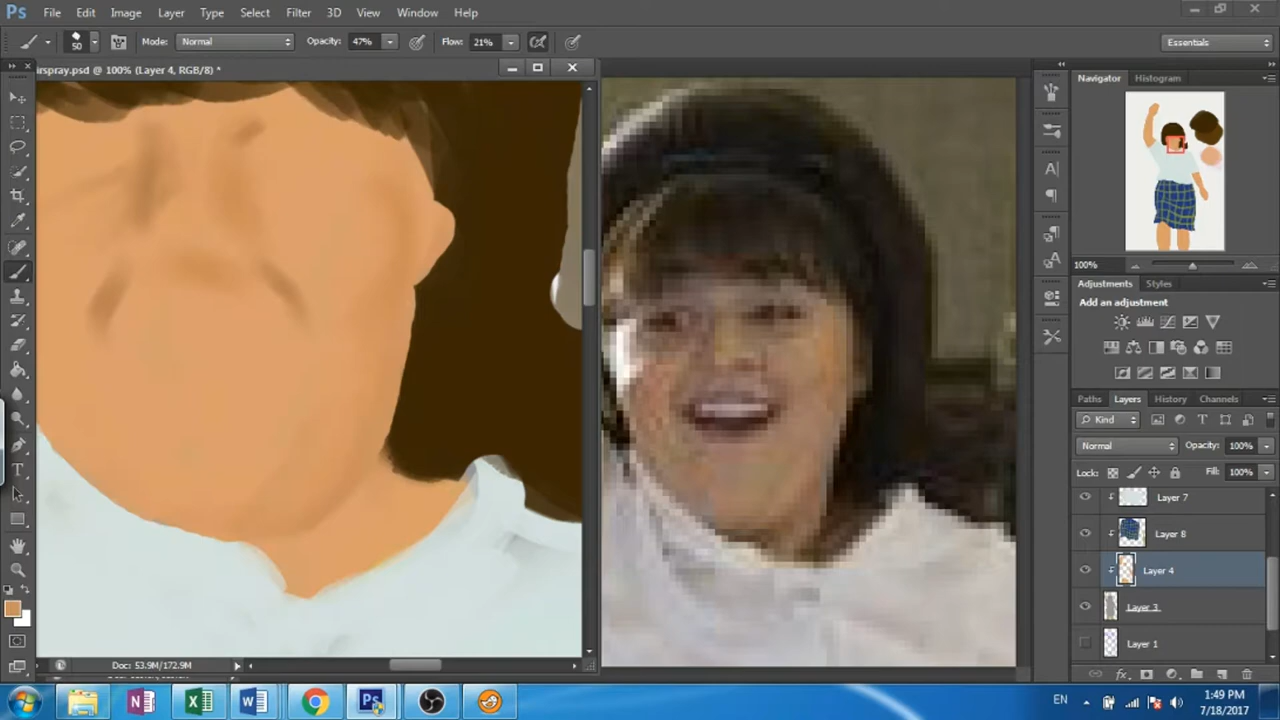 Ps File Edit Image Layer Type Select Filter 3D View Window Help
50 Mode: Normal Opacity: 47% Flow: 21% Essentials
irspray.psd @ 100% (Layer 4, RGB/8) *
Navigator Histogram
100%
Adjustments Styles
Add an adjustment
Paths Layers History Channels
Kind
Normal Opacity: 100%
Lock: Fill: 100%
Layer 7
Layer 8
Layer 4
Layer 3
Layer 1
Doc: 53.9M/172.9M
EN 1:49 PM
7/18/2017